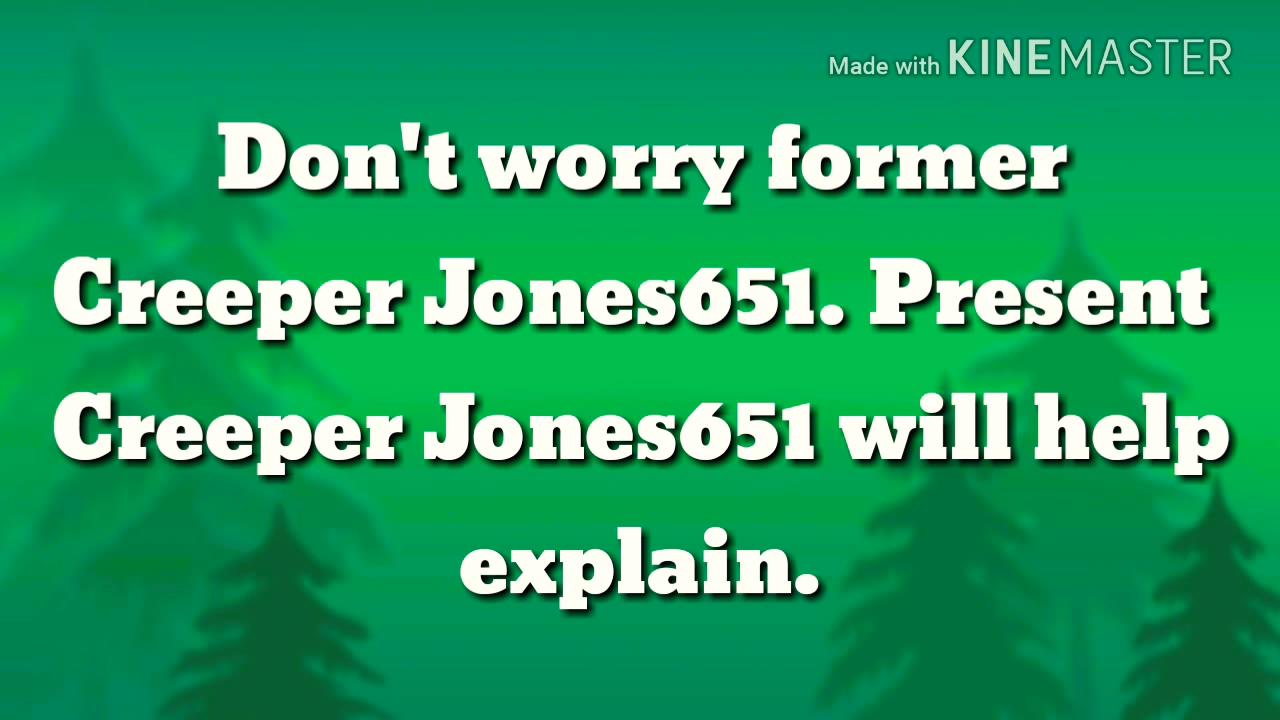 Made with KINEMASTER
Don't worry former
Creeper Jones651. Present
Creeper Jones651 will help
explain.